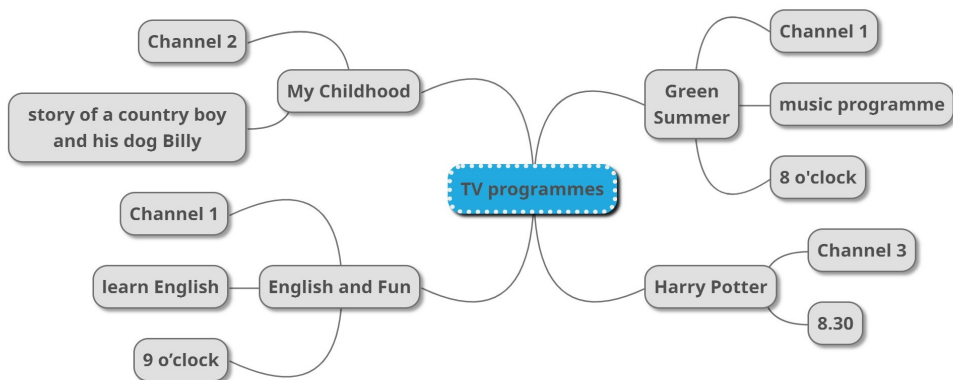 TV programmes
My Childhood
Channel 2
story of a country boy
and his dog Billy
English and Fun
Channel 1
learn English
9 o’clock
Green
Summer
Channel 1
music programme
8 o'clock
Harry Potter
Channel 3
8.30